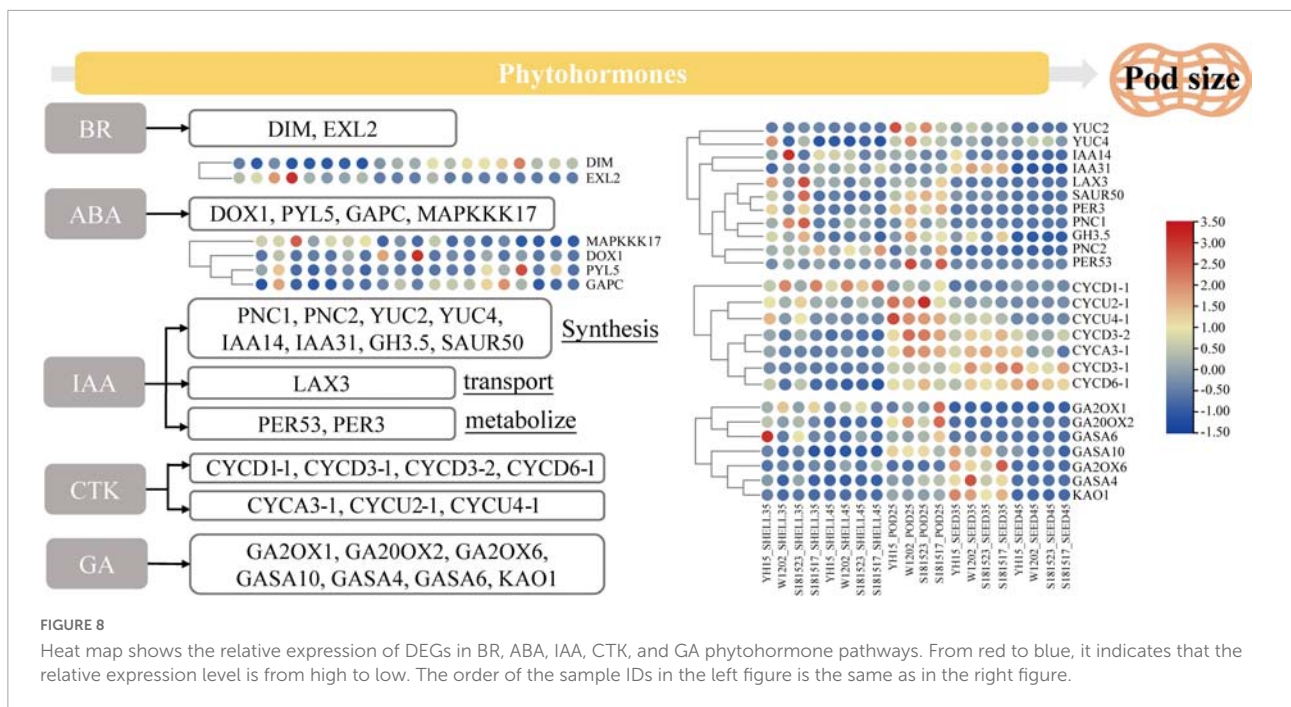 Phytohormones
Pod size
BR
DIM, EXL2
DIM
EXL2
ABA
DOX1, PYL5, GAPC, MAPKKK17
MAPKKK17
DOX1
PYL5
GAPC
IAA
PNC1, PNC2, YUC2, YUC4,
IAA14, IAA31, GH3.5, SAUR50
Synthesis
LAX3
transport
PER53, PER3
metabolize
CTK
CYCD1-1, CYCD3-1, CYCD3-2, CYCD6-1
CYCA3-1, CYCU2-1, CYCU4-1
GA
GA2OX1, GA20OX2, GA2OX6,
GASA10, GASA4, GASA6, KAO1
YUC2
YUC4
IAA14
IAA31
LAX3
SAUR50
PER3
PNC1
GH3.5
PNC2
PER53
CYCD1-1
CYCU2-1
CYCU4-1
CYCD3-2
CYCA3-1
CYCD3-1
CYCD6-1
GA2OX1
GA20OX2
GASA6
GASA10
GA2OX6
GASA4
KAO1
YH15_SHELL35
W1202_SHELL35
S181523_SHELL35
S181517_SHELL35
YH15_SHELL45
W1202_SHELL45
S181523_SHELL45
S181517_SHELL45
YH15_POD25
W1202_POD25
S181523_POD25
S181517_POD25
YH15_SEED35
W1202_SEED35
S181523_SEED35
S181517_SEED35
YH15_SEED45
W1202_SEED45
S181523_SEED45
S181517_SEED45
3.50
3.00
2.50
2.00
1.50
1.00
0.50
0.00
-0.50
-1.00
-1.50
FIGURE 8
Heat map shows the relative expression of DEGs in BR, ABA, IAA, CTK, and GA phytohormone pathways. From red to blue, it indicates that the
relative expression level is from high to low. The order of the sample IDs in the left figure is the same as in the right figure.